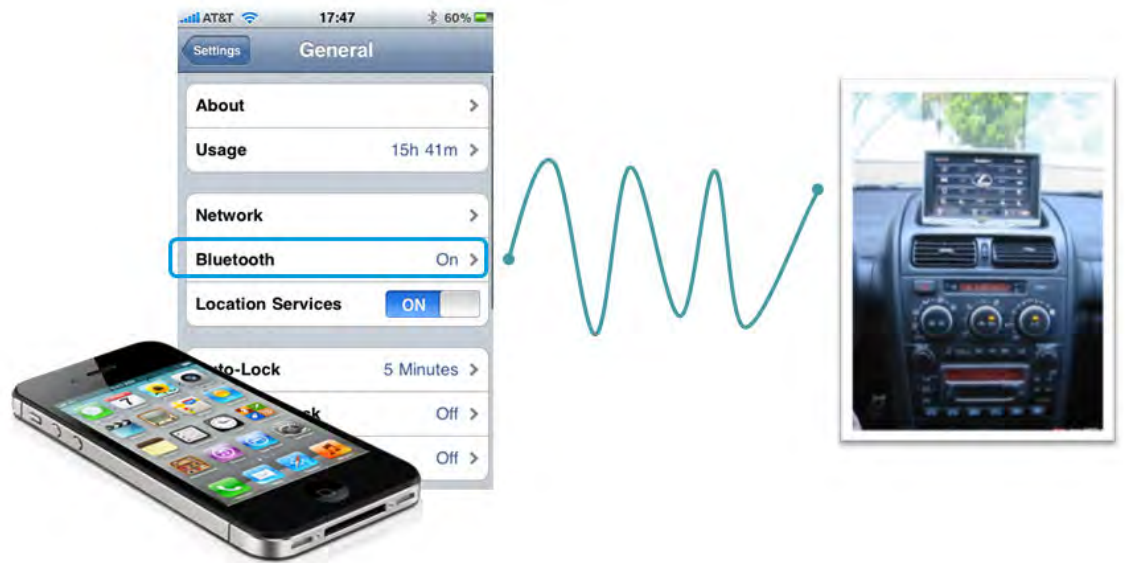 AT&T 17:47 60%
Settings General
About
Usage 15h 41m
Network
Bluetooth On
Location Services ON
to-Lock 5 Minutes
k Off
Off
7